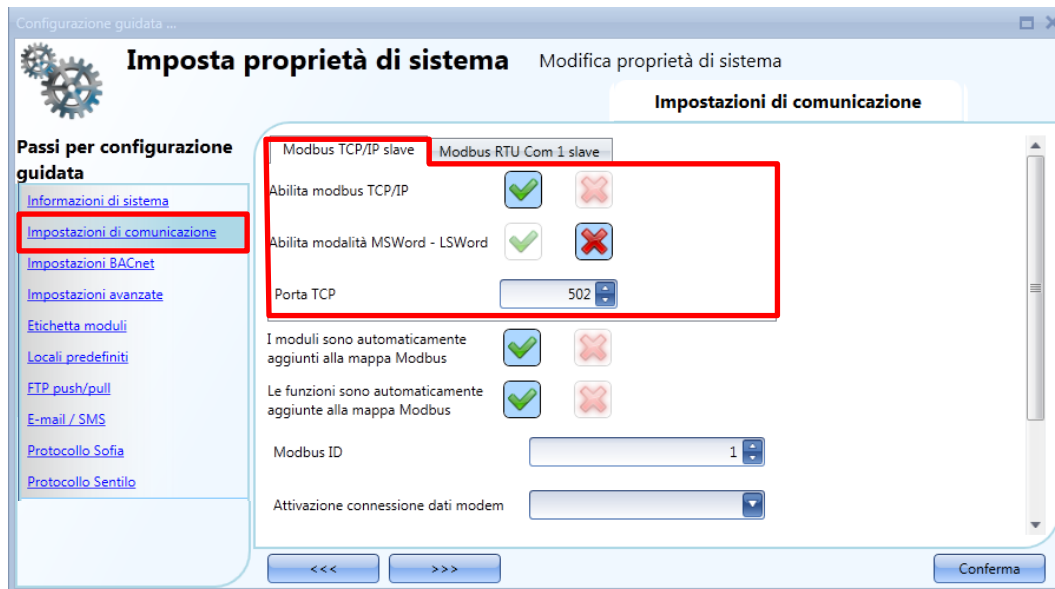 Configurazione guidata ...
Imposta proprietà di sistema
Modifica proprietà di sistema
Impostazioni di comunicazione
Passi per configurazione
guidata
Informazioni di sistema
Impostazioni di comunicazione
Impostazioni BACnet
Impostazioni avanzate
Etichetta moduli
Locali predefiniti
FTP push/pull
E-mail / SMS
Protocollo Sofia
Protocollo Sentilo
Modbus TCP/IP slave
Modbus RTU Com 1 slave
Abilita modbus TCP/IP
Abilita modalità MSWord - LSWord
Porta TCP
502
I moduli sono automaticamente
aggiunti alla mappa Modbus
Le funzioni sono automaticamente
aggiunte alla mappa Modbus
Modbus ID
1
Attivazione connessione dati modem
<<<
>>>
Conferma